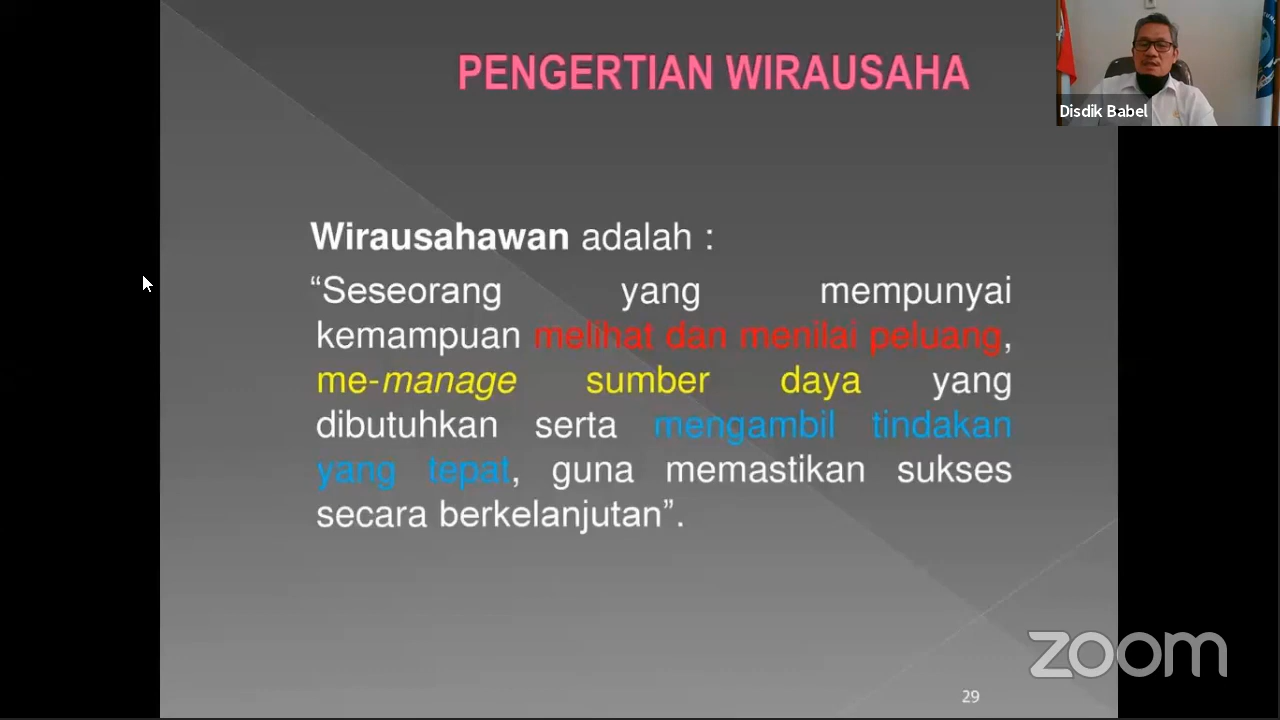 PENGERTIAN WIRAUSAHA
Disdik Babel
Wirausahawan adalah :
“Seseorang yang mempunyai
kemampuan melihat dan menilai peluang,
me-manage sumber daya yang
dibutuhkan serta mengambil tindakan
yang tepat, guna memastikan sukses
secara berkelanjutan”.
zoom
29